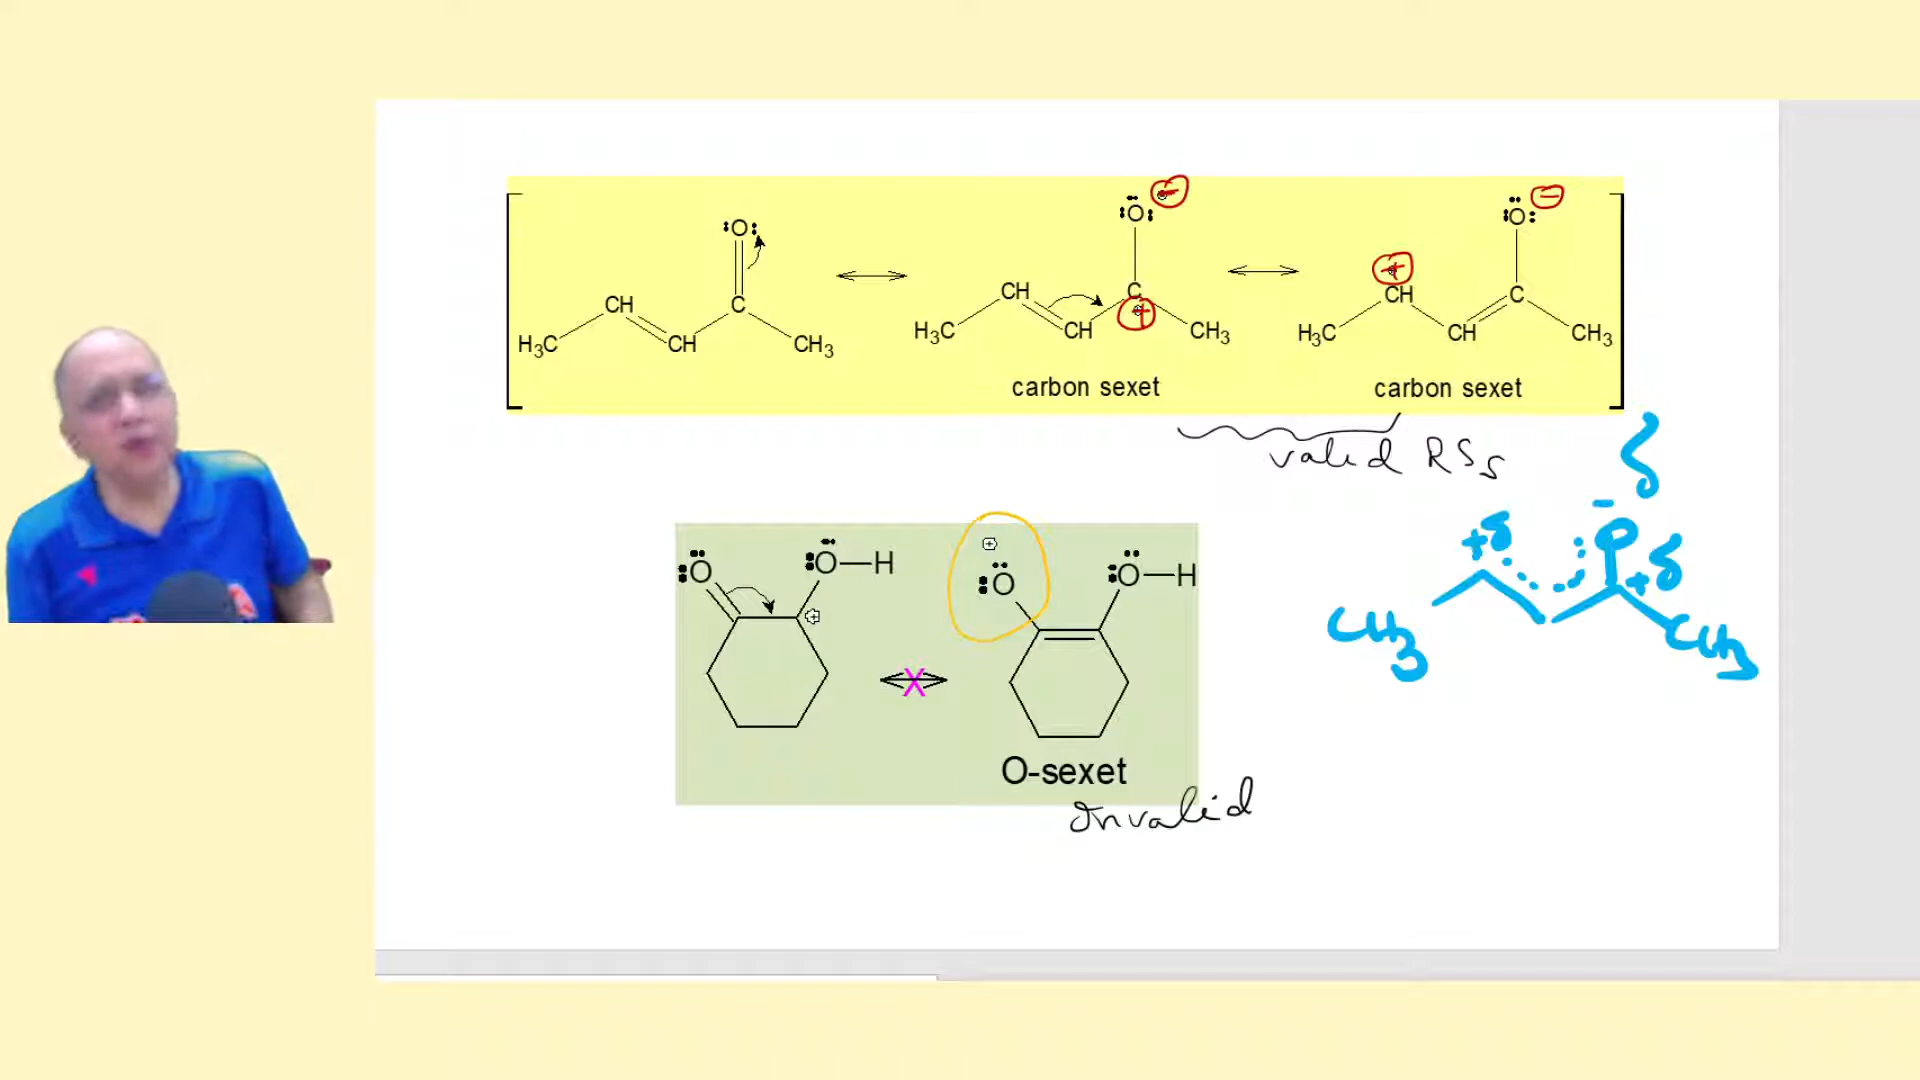 :O: :Ö: ⊖ :Ö: ⊖
CH C CH C ⊕ ⊕ CH C
H3C CH CH3 H3C CH CH3 H3C CH CH3
carbon sexet carbon sexet
valid RSs
δ
:Ö :Ö—H ⊕ :Ö :Ö—H
⊕
X
O-sexet
Invalid
− +δ O +δ
CH3 CH3